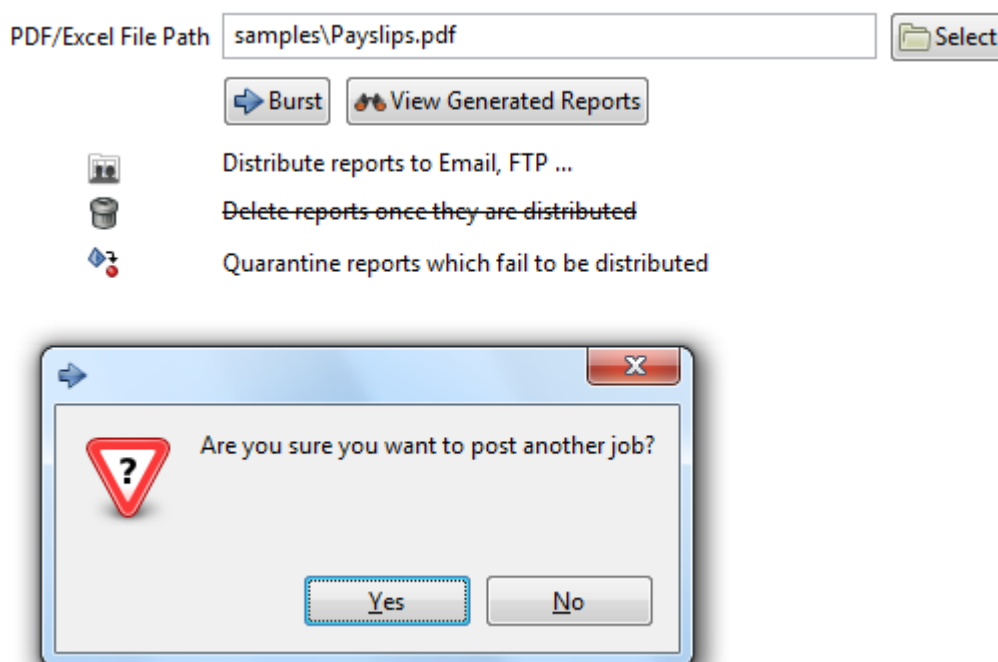 PDF/Excel File Path samples\Payslips.pdf Select
Burst View Generated Reports
Distribute reports to Email, FTP ...
Delete reports once they are distributed
Quarantine reports which fail to be distributed
Are you sure you want to post another job?
Yes No